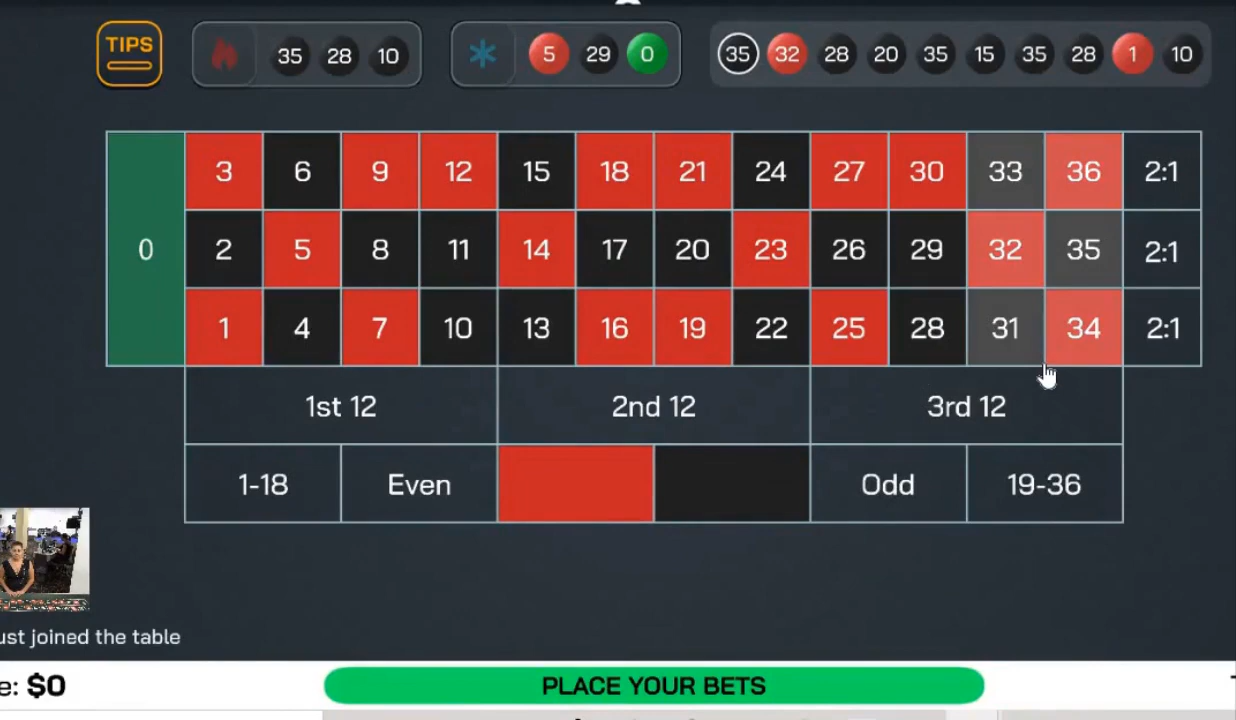 TIPS 35 28 10 5 29 0 35 32 28 20 35 15 35 28 1 10
3 6 9 12 15 18 21 24 27 30 33 36 2:1
0 2 5 8 11 14 17 20 23 26 29 32 35 2:1
1 4 7 10 13 16 19 22 25 28 31 34 2:1
1st 12 2nd 12 3rd 12
1-18 Even Odd 19-36
ust joined the table
e: $0 PLACE YOUR BETS